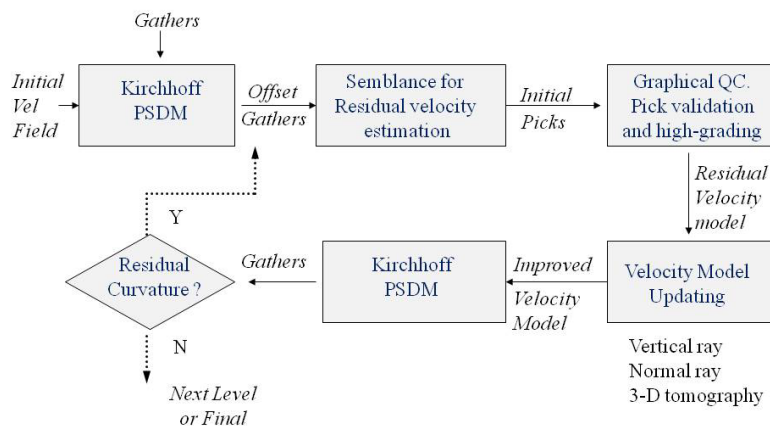 Gathers
Initial
Vel
Field
Kirchhoff
PSDM
Offset
Gathers
Semblance for
Residual velocity
estimation
Initial
Picks
Graphical QC.
Pick validation
and high-grading
Residual
Velocity
model
Y
Residual
Curvature ?
Gathers
Kirchhoff
PSDM
Improved
Velocity
Model
Velocity Model
Updating
N
Next Level
or Final
Vertical ray
Normal ray
3-D tomography